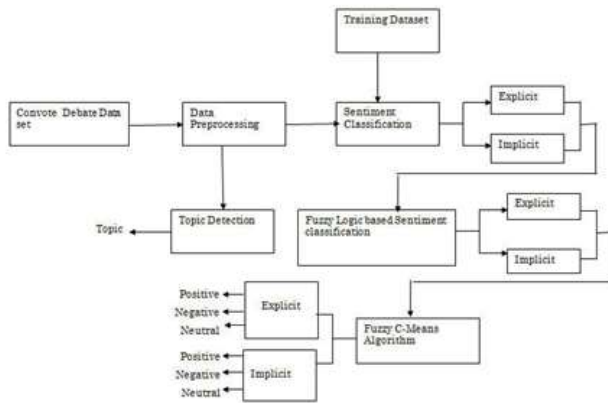 Training Dataset
Convote Debate Data
set
Data
Preprocessing
Sentiment
Classification
Explicit
Implicit
Topic
Topic Detection
Fuzzy Logic based Sentiment
classification
Explicit
Implicit
Positive
Negative
Neutral
Explicit
Fuzzy C-Means
Algorithm
Positive
Negative
Neutral
Implicit